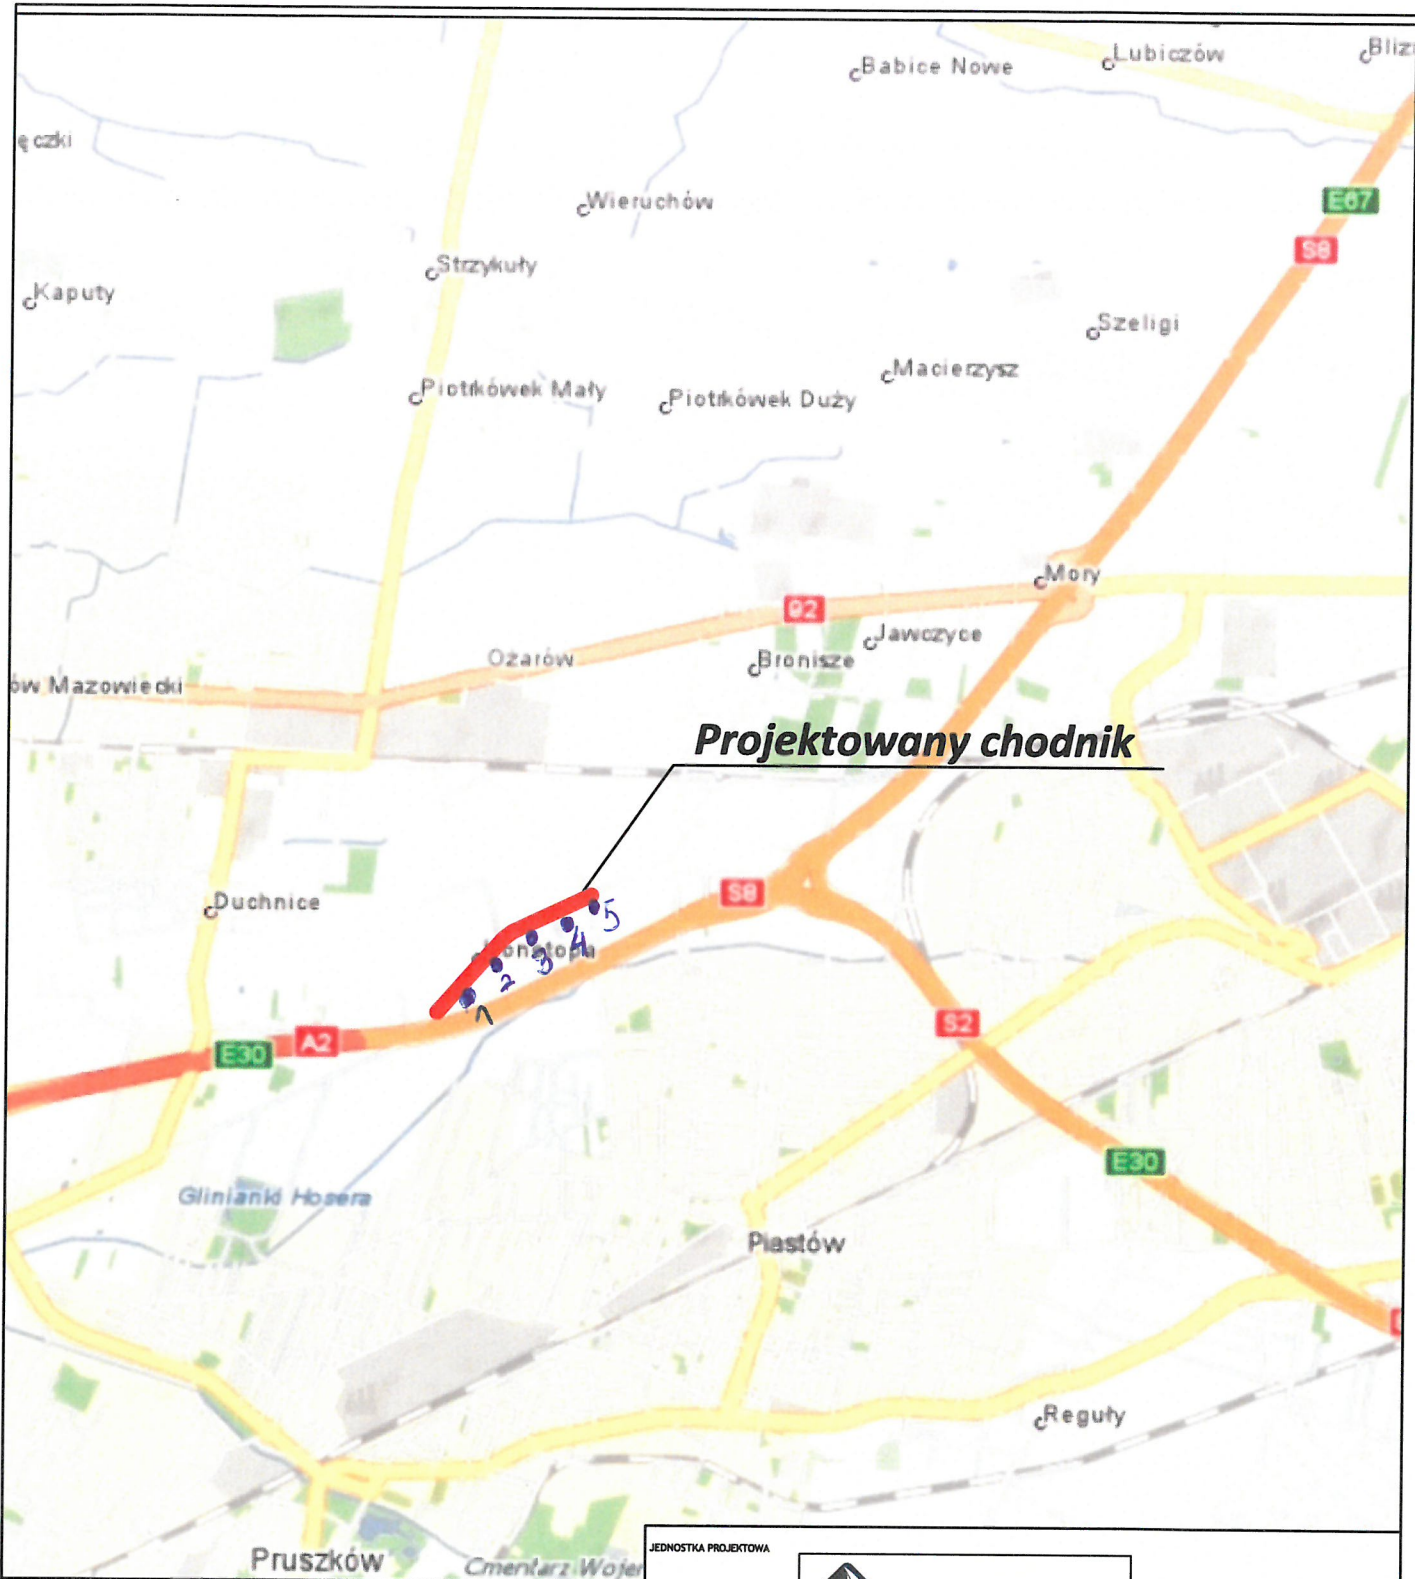 Babice Nowe
Lubiczów
Bliz
ęczki
Wieruchów
E67
S8
Strzykuły
Kaputy
Szeligi
Macierzysz
Piotrkówek Mały
Piotrkówek Duży
Mory
92
Jawczyce
Ożarów
Bronisze
ów Mazowiecki
Projektowany chodnik
Duchnice
S8
5
4
Konotopa
3
2
1
A2
E30
S2
E30
Glinianki Hosera
Piastów
Reguły
Pruszków
Cmentarz Wojen
JEDNOSTKA PROJEKTOWA